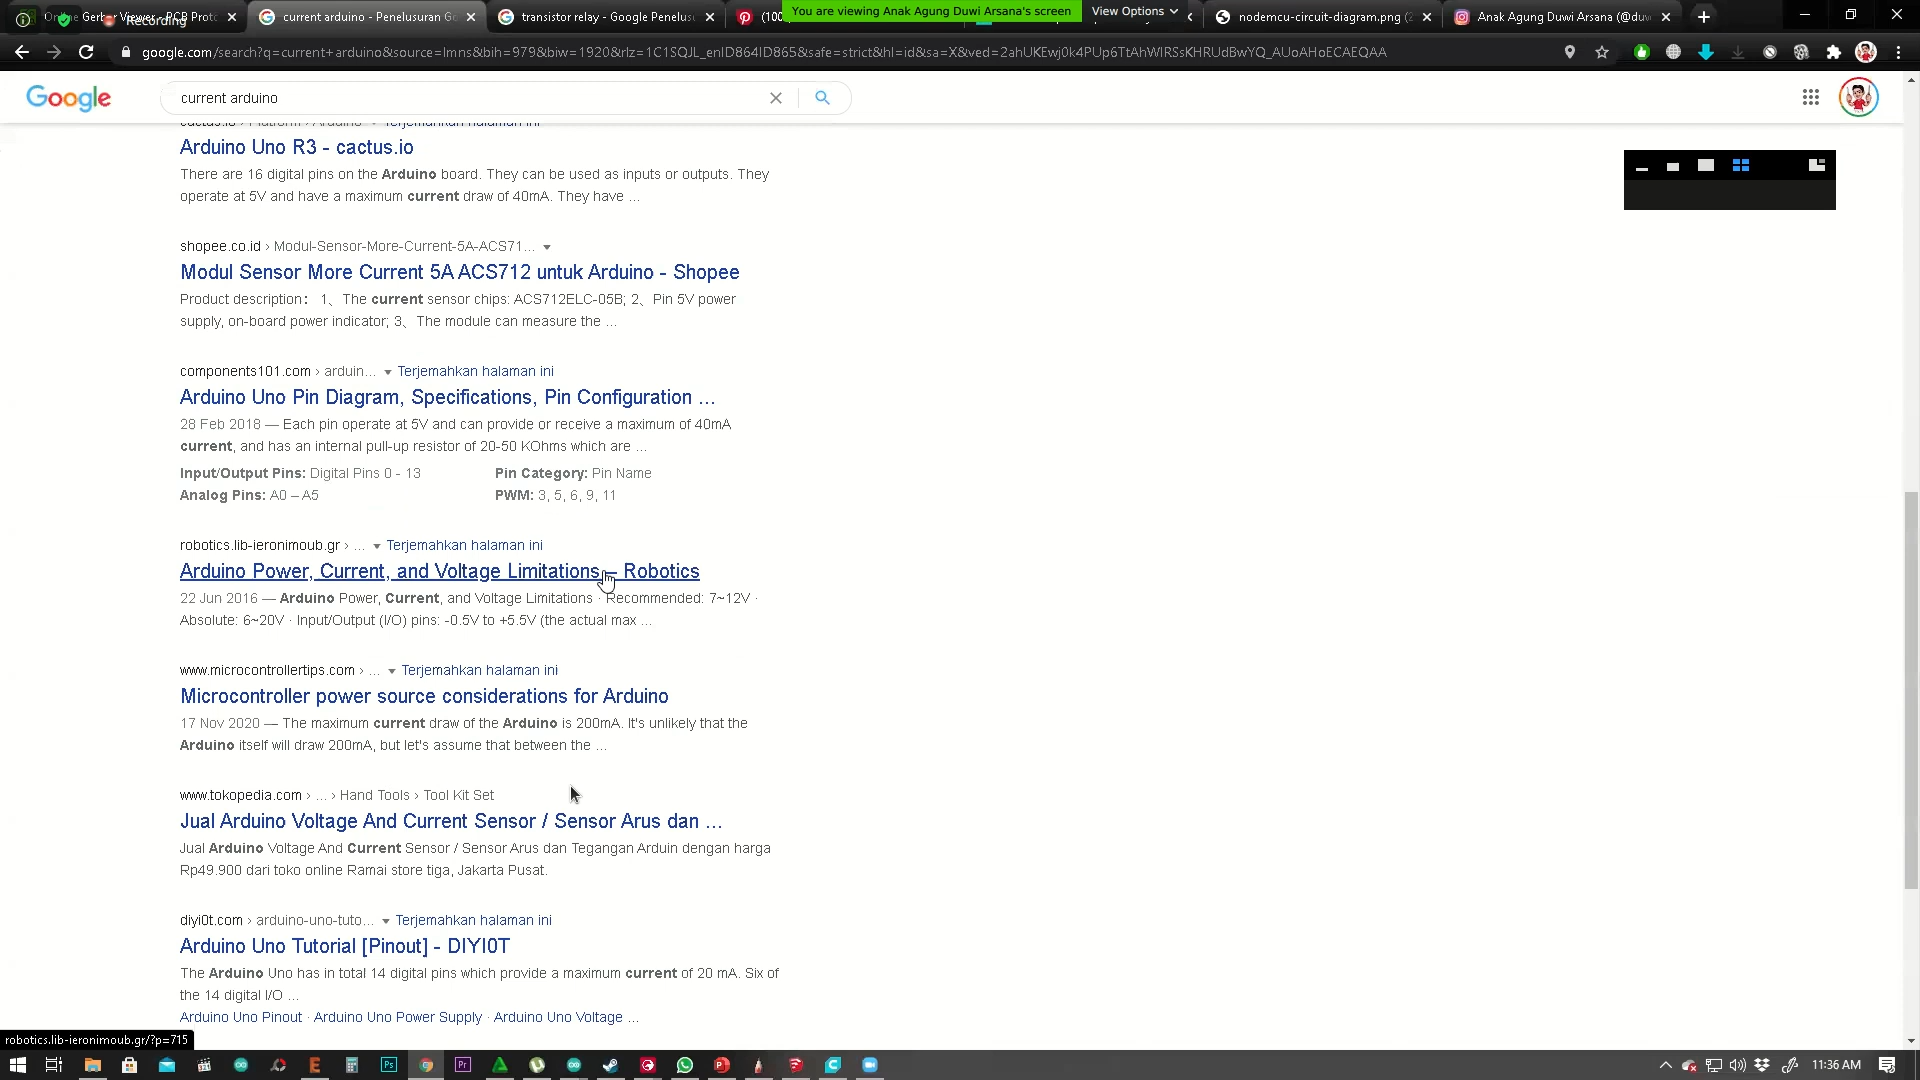 Online Gerber Viewer - PCB Proto
Recording
current arduino - Penelusuran Go
transistor relay - Google Penelus
(100
You are viewing Anak Agung Duwi Arsana's screen
View Options
nodemcu-circuit-diagram.png (2
Anak Agung Duwi Arsana (@duw
google.com/search?q=current+arduino&source=lmns&bih=979&biw=1920&rlz=1C1SQJL_enID864ID865&safe=strict&hl=id&sa=X&ved=2ahUKEwj0k4PUp6TtAhWlRSsKHRUdBwYQ_AUoAHoECAEQAA
Google
current arduino
cactus.io › Platform › Arduino Terjemahkan halaman ini
Arduino Uno R3 - cactus.io
There are 16 digital pins on the Arduino board. They can be used as inputs or outputs. They
operate at 5V and have a maximum current draw of 40mA. They have ...
shopee.co.id › Modul-Sensor-More-Current-5A-ACS71...
Modul Sensor More Current 5A ACS712 untuk Arduino - Shopee
Product description： 1、The current sensor chips: ACS712ELC-05B; 2、Pin 5V power
supply, on-board power indicator; 3、The module can measure the ...
components101.com › arduin... Terjemahkan halaman ini
Arduino Uno Pin Diagram, Specifications, Pin Configuration ...
28 Feb 2018 — Each pin operate at 5V and can provide or receive a maximum of 40mA
current, and has an internal pull-up resistor of 20-50 KOhms which are ...
Input/Output Pins: Digital Pins 0 - 13 Pin Category: Pin Name
Analog Pins: A0 – A5 PWM: 3, 5, 6, 9, 11
robotics.lib-ieronimoub.gr › ... Terjemahkan halaman ini
Arduino Power, Current, and Voltage Limitations – Robotics
22 Jun 2016 — Arduino Power, Current, and Voltage Limitations · Recommended: 7~12V ·
Absolute: 6~20V · Input/Output (I/O) pins: -0.5V to +5.5V (the actual max ...
www.microcontrollertips.com › ... Terjemahkan halaman ini
Microcontroller power source considerations for Arduino
17 Nov 2020 — The maximum current draw of the Arduino is 200mA. It's unlikely that the
Arduino itself will draw 200mA, but let's assume that between the ...
www.tokopedia.com › ... › Hand Tools › Tool Kit Set
Jual Arduino Voltage And Current Sensor / Sensor Arus dan ...
Jual Arduino Voltage And Current Sensor / Sensor Arus dan Tegangan Arduin dengan harga
Rp49.900 dari toko online Ramai store tiga, Jakarta Pusat.
diyi0t.com › arduino-uno-tuto... Terjemahkan halaman ini
Arduino Uno Tutorial [Pinout] - DIYI0T
The Arduino Uno has in total 14 digital pins which provide a maximum current of 20 mA. Six of
the 14 digital I/O ...
Arduino Uno Pinout · Arduino Uno Power Supply · Arduino Uno Voltage ...
robotics.lib-ieronimoub.gr/?p=715
11:36 AM